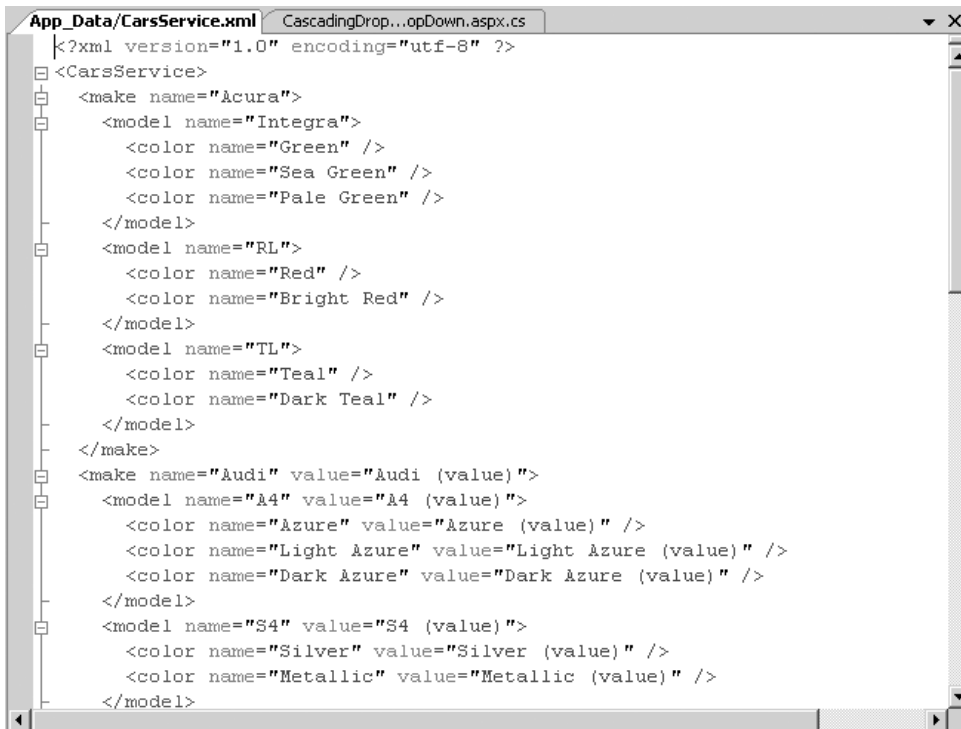 App_Data/CarsService.xml CascadingDrop...opDown.aspx.cs
<?xml version="1.0" encoding="utf-8" ?>
<CarsService>
<make name="Acura">
<model name="Integra">
<color name="Green" />
<color name="Sea Green" />
<color name="Pale Green" />
</model>
<model name="RL">
<color name="Red" />
<color name="Bright Red" />
</model>
<model name="TL">
<color name="Teal" />
<color name="Dark Teal" />
</model>
</make>
<make name="Audi" value="Audi (value)">
<model name="A4" value="A4 (value)">
<color name="Azure" value="Azure (value)" />
<color name="Light Azure" value="Light Azure (value)" />
<color name="Dark Azure" value="Dark Azure (value)" />
</model>
<model name="S4" value="S4 (value)">
<color name="Silver" value="Silver (value)" />
<color name="Metallic" value="Metallic (value)" />
</model>